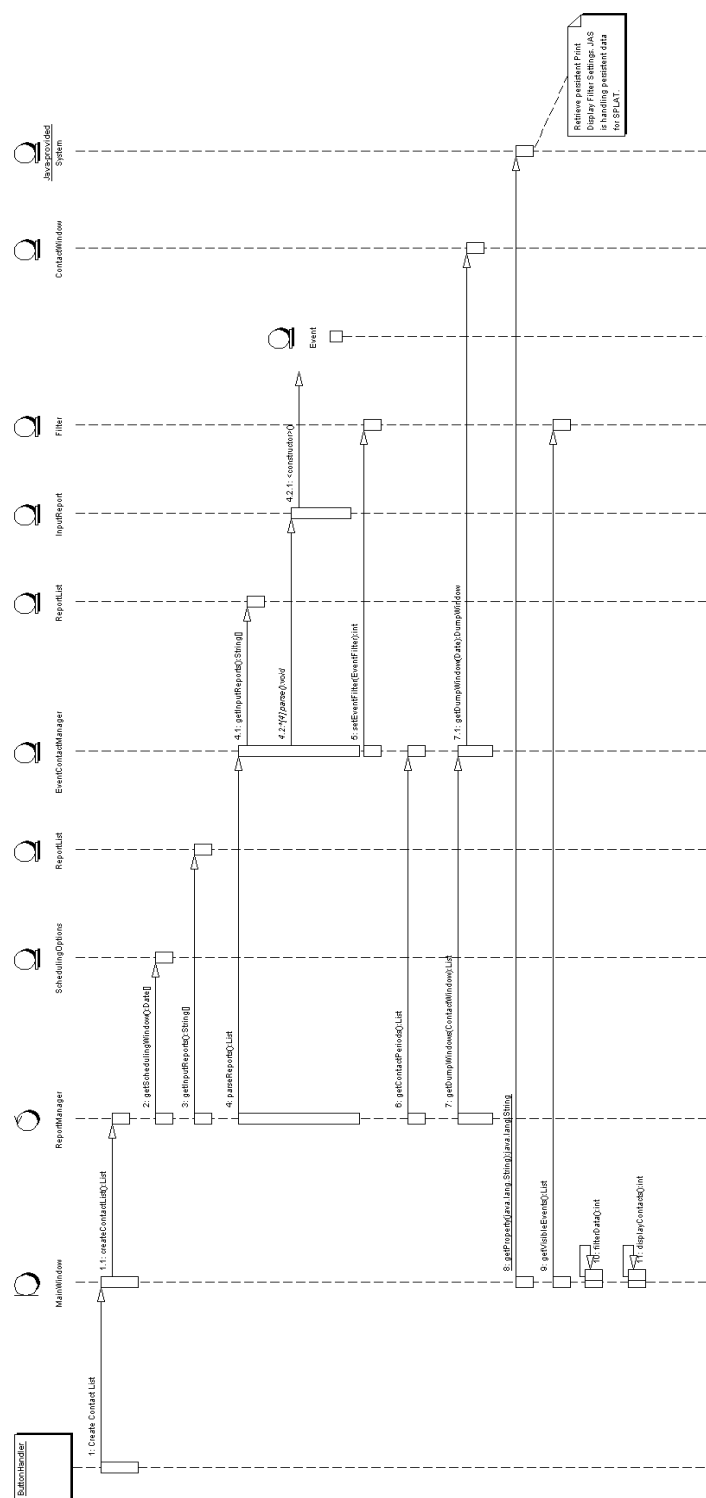 ButtonHandler
MainWindow
ReportManager
SchedulingOptions
ReportList
EventContactManager
ReportList
InputReport
Filter
Event
ContactWindow
Java-provided
System
1: Create Contact List
1.1: createContactList():List
2: getSchedulingWindow():Date[]
3: getInputReports():String[]
4: parseReports():List
4.1: getInputReports():String[]
4.2:*[4] parse():void
4.2.1: <constructor>()
5: setEventFilter(EventFilter):int
6: getContactPeriods():List
7: getDumpWindows(ContactWindow):List
7.1: getDumpWindow(Date):DumpWindow
8: getProperty(java.lang.String):java.lang.String
Retrieve persistent Print
Display Filter Settings. JAS
is handling persistent data
for SPLAT.
9: getVisibleEvents():List
10: filterData():int
11: displayContacts():int